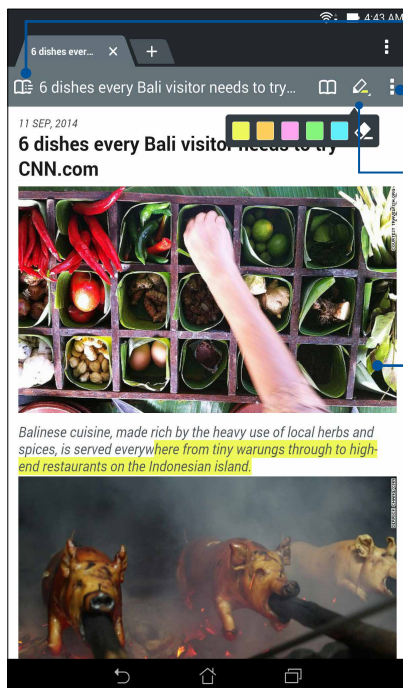 4:43 AM
6 dishes ever...
6 dishes every Bali visitor needs to try...
11 SEP, 2014
6 dishes every Bali visitor needs to try
CNN.com
Balinese cuisine, made rich by the heavy use of local herbs and
spices, is served everywhere from tiny warungs through to high-
end restaurants on the Indonesian island.